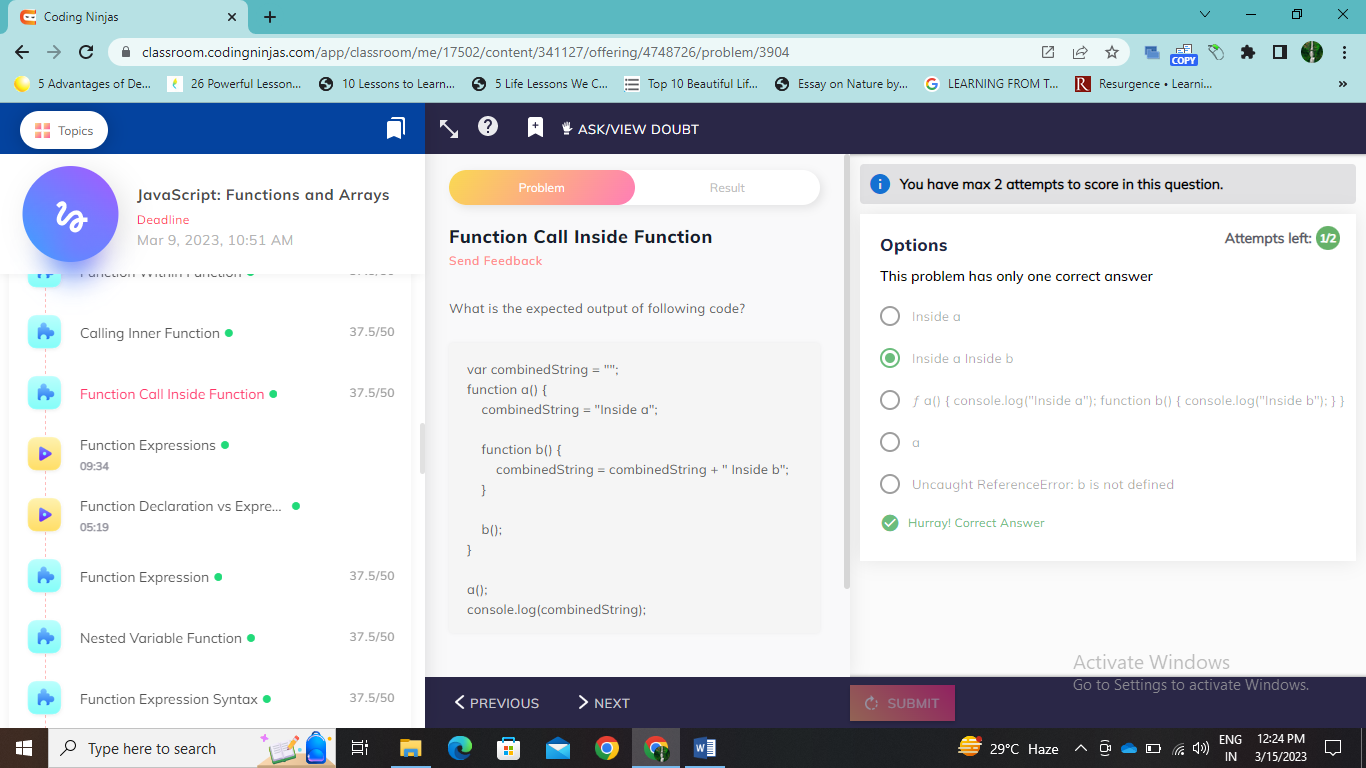 Coding Ninjas
classroom.codingninjas.com/app/classroom/me/17502/content/341127/offering/4748726/problem/3904
COPY
5 Advantages of De...
26 Powerful Lesson...
10 Lessons to Learn...
5 Life Lessons We C...
Top 10 Beautiful Lif...
Essay on Nature by...
LEARNING FROM T...
Resurgence • Learni...
Topics
JavaScript: Functions and Arrays
Deadline
Mar 9, 2023, 10:51 AM
Function Within Function
37.5/50
Calling Inner Function
37.5/50
Function Call Inside Function
37.5/50
Function Expressions
09:34
Function Declaration vs Expre...
05:19
Function Expression
37.5/50
Nested Variable Function
37.5/50
Function Expression Syntax
37.5/50
ASK/VIEW DOUBT
Problem
Result
Function Call Inside Function
Send Feedback
What is the expected output of following code?
var combinedString = "";
function a() {
combinedString = "Inside a";
function b() {
combinedString = combinedString + " Inside b";
}
b();
}
a();
console.log(combinedString);
PREVIOUS
NEXT
You have max 2 attempts to score in this question.
Options
Attempts left: 1/2
This problem has only one correct answer
Inside a
Inside a Inside b
ƒ a() { console.log("Inside a"); function b() { console.log("Inside b"); } }
a
Uncaught ReferenceError: b is not defined
Hurray! Correct Answer
Activate Windows
Go to Settings to activate Windows.
SUBMIT
Type here to search
29°C Haze
ENG
IN
12:24 PM
3/15/2023